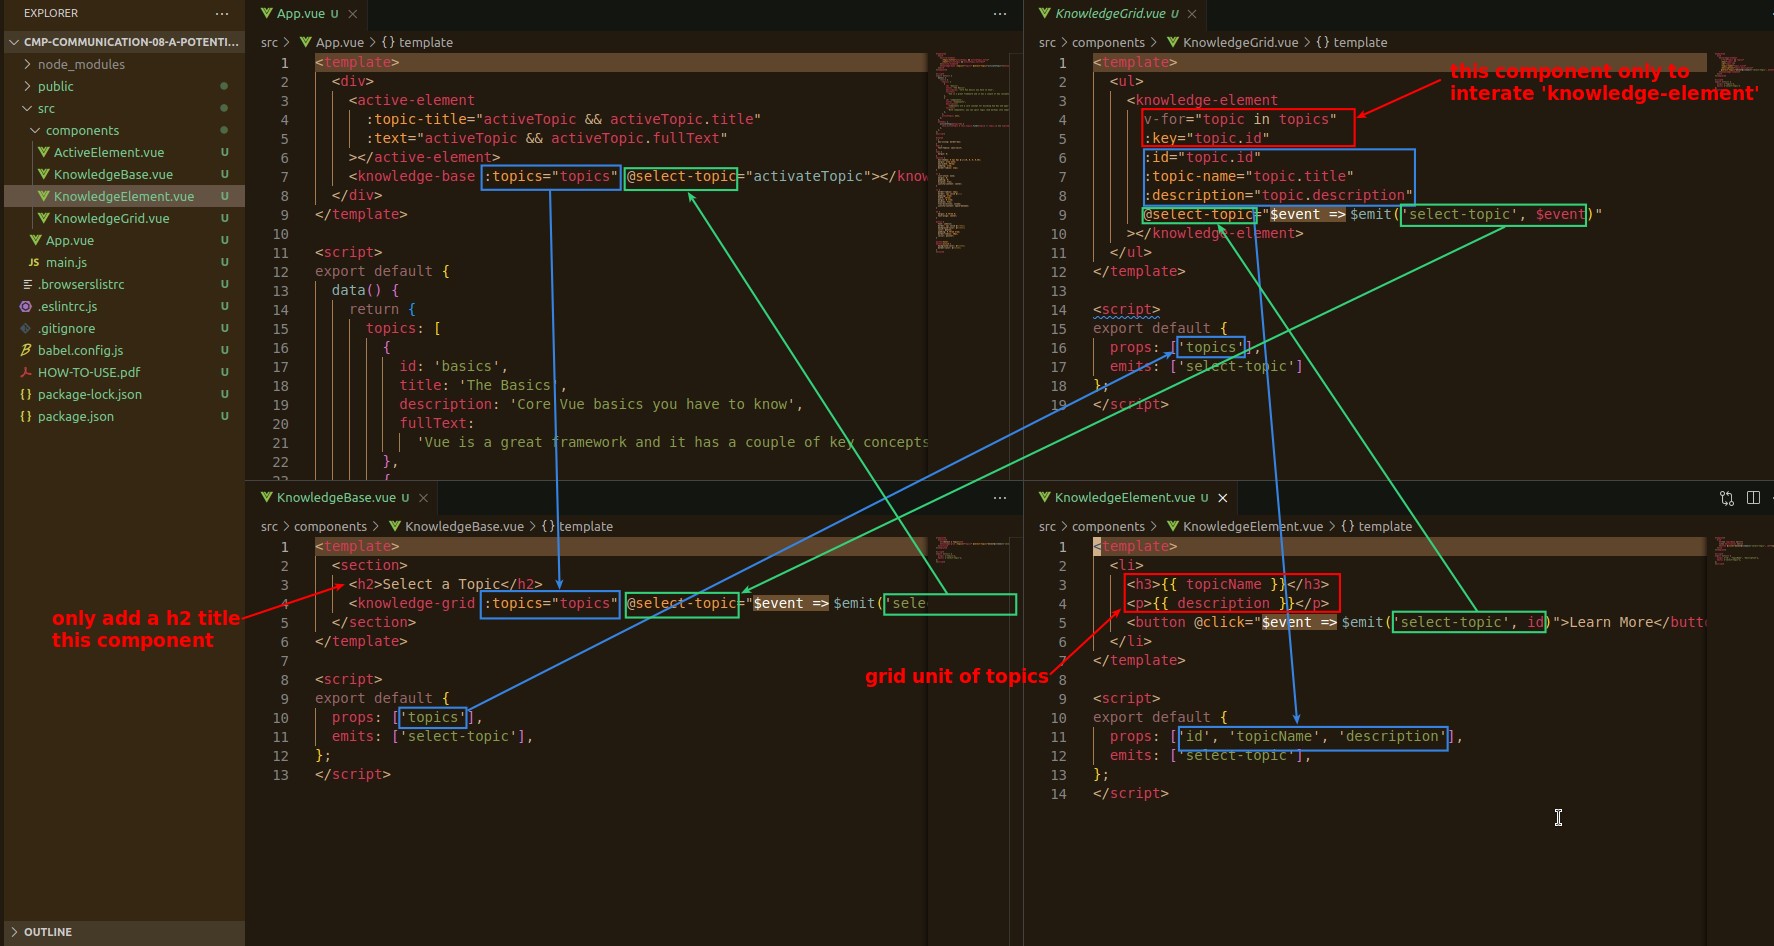 EXPLORER ···
CMP-COMMUNICATION-08-A-POTENTI...
node_modules
public
src
components
ActiveElement.vue U
KnowledgeBase.vue U
KnowledgeElement.vue U
KnowledgeGrid.vue U
App.vue U
JS main.js U
.browserslistrc U
.eslintrc.js U
.gitignore U
babel.config.js U
HOW-TO-USE.pdf U
package-lock.json U
package.json U
OUTLINE
App.vue U ···
src > App.vue > {} template
1 <template>
2 <div>
3 <active-element
4 :topic-title="activeTopic && activeTopic.title"
5 :text="activeTopic && activeTopic.fullText"
6 ></active-element>
7 <knowledge-base :topics="topics" @select-topic="activateTopic"></know
8 </div>
9 </template>
10
11 <script>
12 export default {
13 data() {
14 return {
15 topics: [
16 {
17 id: 'basics',
18 title: 'The Basics',
19 description: 'Core Vue basics you have to know',
20 fullText:
21 'Vue is a great framework and it has a couple of key concepts
22 },
23 {
KnowledgeGrid.vue U
src > components > KnowledgeGrid.vue > {} template
1 <template>
2 <ul>
3 <knowledge-element
4 v-for="topic in topics"
5 :key="topic.id"
6 :id="topic.id"
7 :topic-name="topic.title"
8 :description="topic.description"
9 @select-topic="$event => $emit('select-topic', $event)"
10 ></knowledge-element>
11 </ul>
12 </template>
13
14 <script>
15 export default {
16 props: ['topics'],
17 emits: ['select-topic']
18 };
19 </script>
this component only to
interate 'knowledge-element'
KnowledgeBase.vue U ···
src > components > KnowledgeBase.vue > {} template
1 <template>
2 <section>
3 <h2>Select a Topic</h2>
4 <knowledge-grid :topics="topics" @select-topic="$event => $emit('sele
5 </section>
6 </template>
7
8 <script>
9 export default {
10 props: ['topics'],
11 emits: ['select-topic'],
12 };
13 </script>
only add a h2 title
this component
KnowledgeElement.vue U
src > components > KnowledgeElement.vue > {} template
1 <template>
2 <li>
3 <h3>{{ topicName }}</h3>
4 <p>{{ description }}</p>
5 <button @click="$event => $emit('select-topic', id)">Learn More</butto
6 </li>
7 </template>
8
9 <script>
10 export default {
11 props: ['id', 'topicName', 'description'],
12 emits: ['select-topic'],
13 };
14 </script>
grid unit of topics